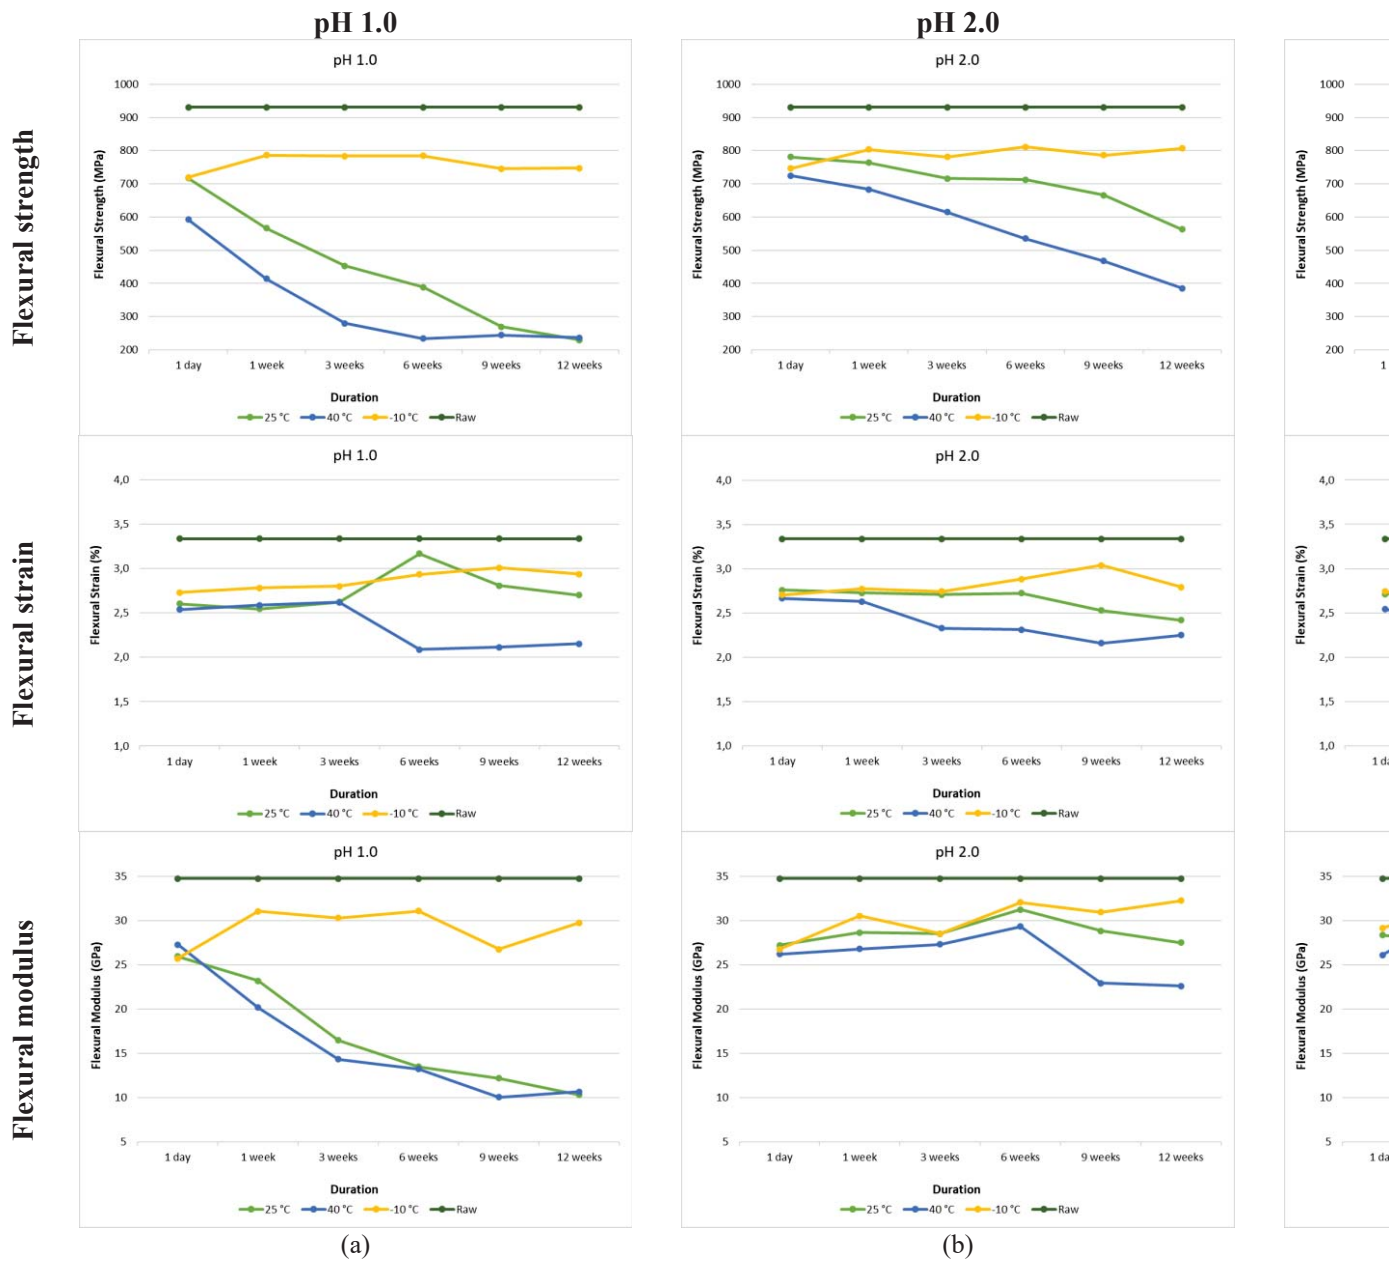 pH 1.0
pH 2.0
Flexural strength
pH 1.0
Flexural Strength (MPa)
1000
900
800
700
600
500
400
300
200
1 day 1 week 3 weeks 6 weeks 9 weeks 12 weeks
Duration
25 °C 40 °C -10 °C Raw
pH 2.0
Flexural Strength (MPa)
1000
900
800
700
600
500
400
300
200
1 day 1 week 3 weeks 6 weeks 9 weeks 12 weeks
Duration
25 °C 40 °C -10 °C Raw
Flexural Strength (MPa)
1000
900
800
700
600
500
400
300
200
1
Flexural strain
pH 1.0
Flexural Strain (%)
4,0
3,5
3,0
2,5
2,0
1,5
1,0
1 day 1 week 3 weeks 6 weeks 9 weeks 12 weeks
Duration
25 °C 40 °C -10 °C Raw
pH 2.0
Flexural Strain (%)
4,0
3,5
3,0
2,5
2,0
1,5
1,0
1 day 1 week 3 weeks 6 weeks 9 weeks 12 weeks
Duration
25 °C 40 °C -10 °C Raw
Flexural Strain (%)
4,0
3,5
3,0
2,5
2,0
1,5
1,0
1 d
Flexural modulus
pH 1.0
Flexural Modulus (GPa)
35
30
25
20
15
10
5
1 day 1 week 3 weeks 6 weeks 9 weeks 12 weeks
Duration
25 °C 40 °C -10 °C Raw
pH 2.0
Flexural Modulus (GPa)
35
30
25
20
15
10
5
1 day 1 week 3 weeks 6 weeks 9 weeks 12 weeks
Duration
25 °C 40 °C -10 °C Raw
Flexural Modulus (GPa)
35
30
25
20
15
10
5
1 da
(a)
(b)